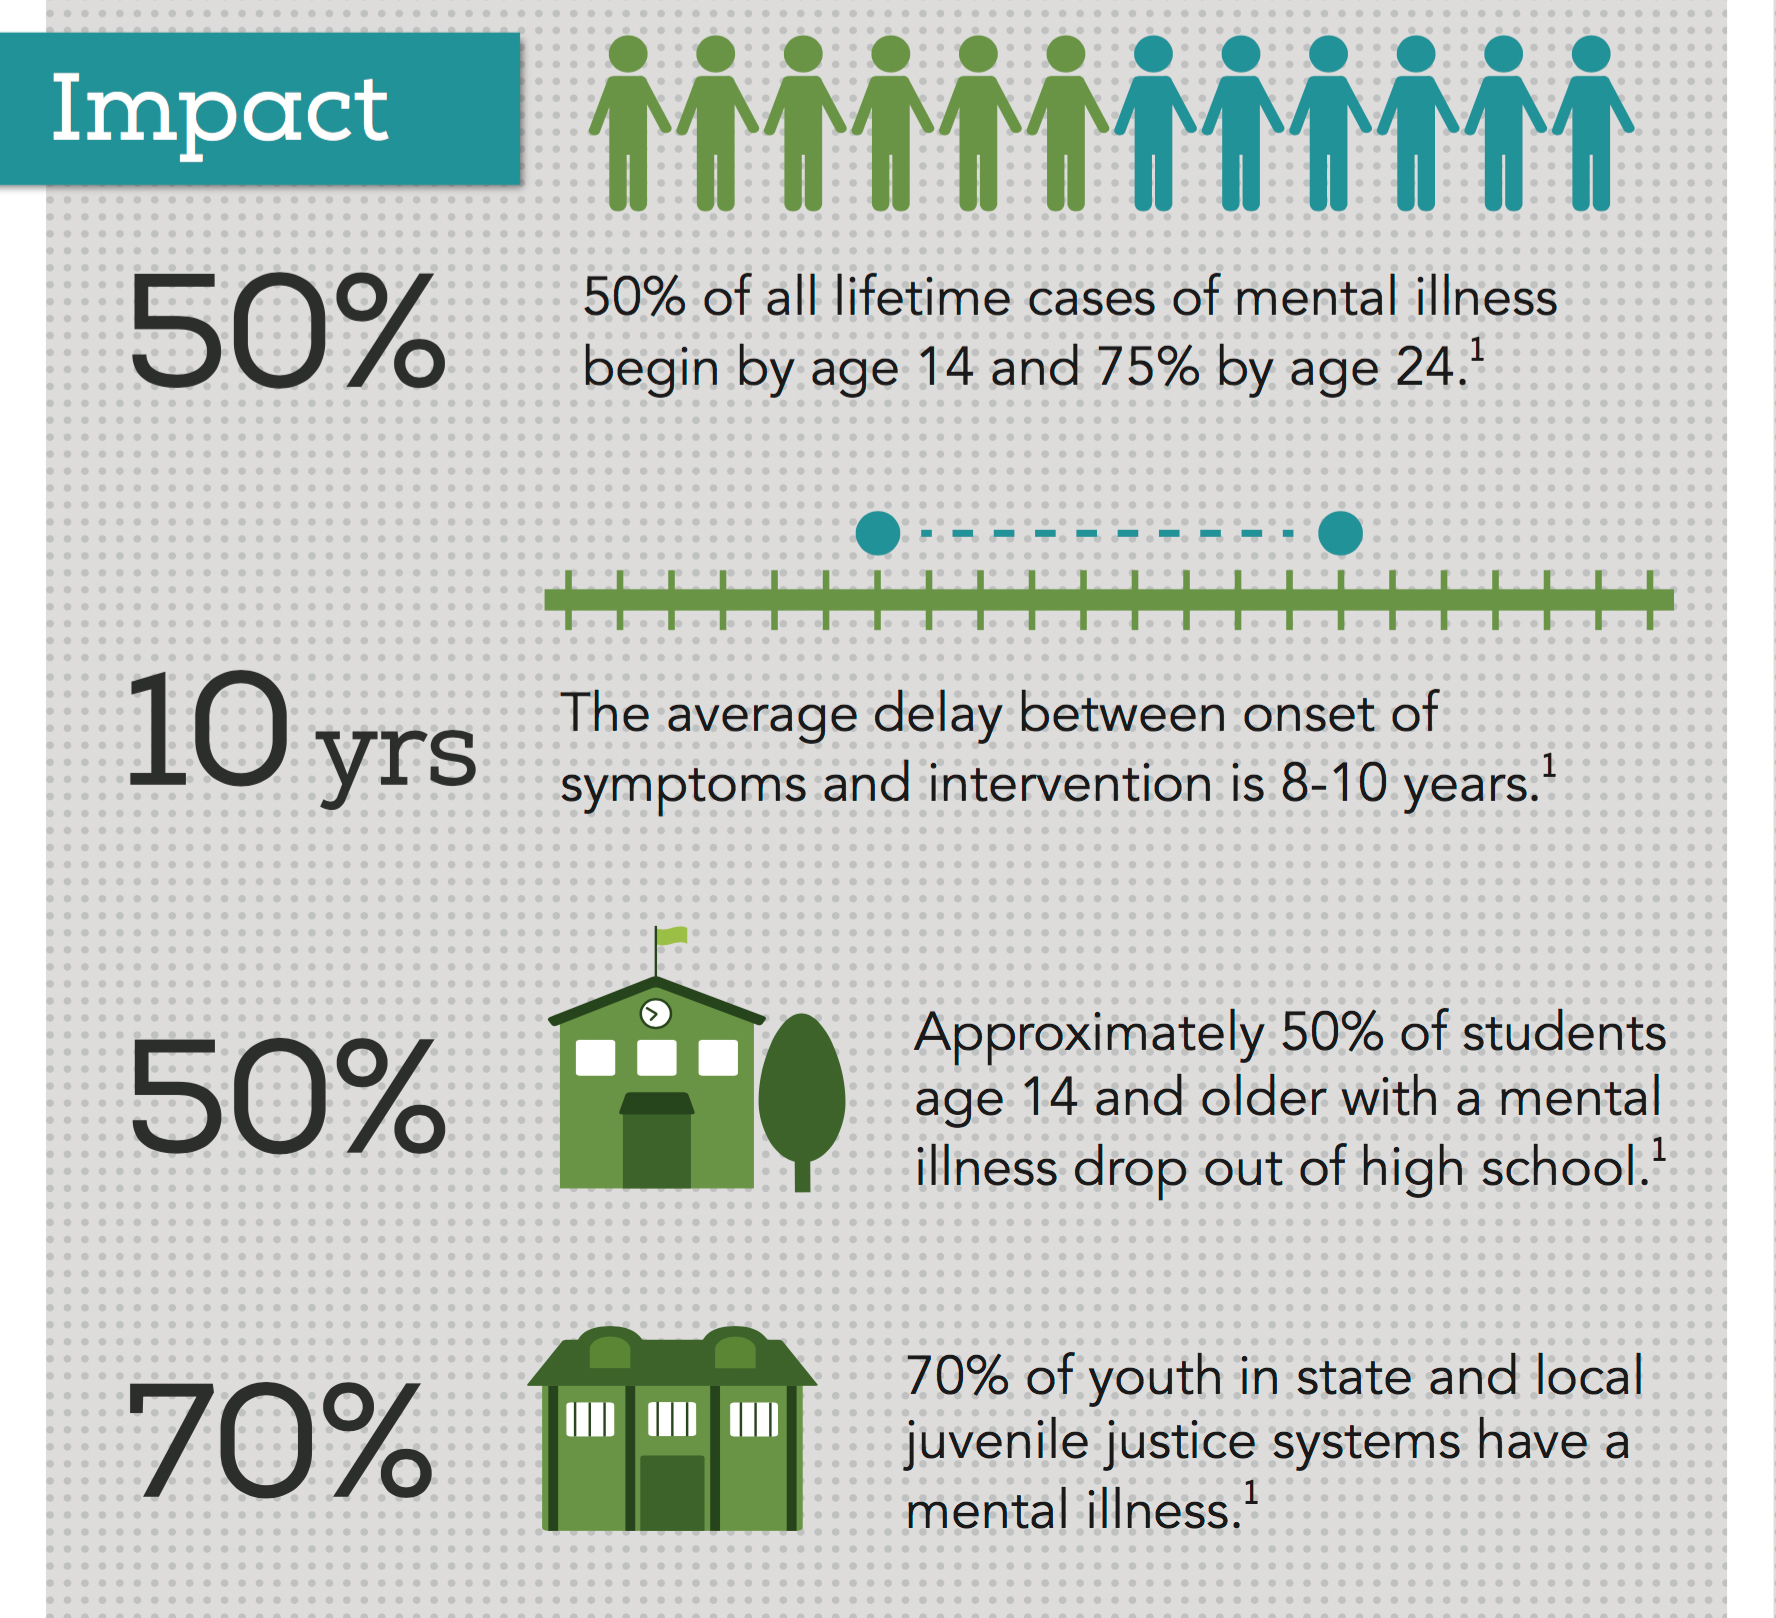 Impact
50%
50% of all lifetime cases of mental illness
begin by age 14 and 75% by age 24.¹
10 yrs
The average delay between onset of
symptoms and intervention is 8-10 years.¹
50%
Approximately 50% of students
age 14 and older with a mental
illness drop out of high school.¹
70%
70% of youth in state and local
juvenile justice systems have a
mental illness.¹